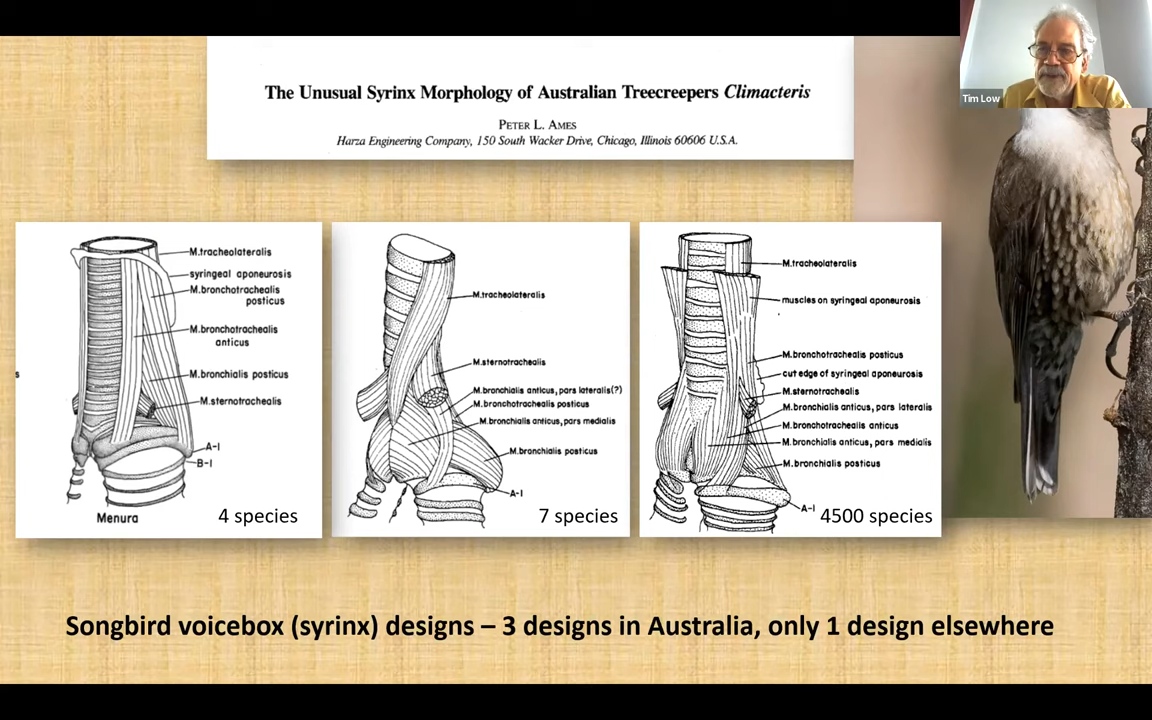 The Unusual Syrinx Morphology of Australian Treecreepers Climacteris
PETER L. AMES
Harza Engineering Company, 150 South Wacker Drive, Chicago, Illinois 60606 U.S.A.
Tim Low
M.tracheolateralis
syringeal aponeurosis
M.bronchotrachealis
posticus
M.bronchotrachealis
anticus
M.bronchialis posticus
M.sternotrachealis
A-I
B-I
s
Menura
4 species
M.tracheolateralis
M.sternotrachealis
M.bronchialis anticus, pars lateralis(?)
M.bronchotrachealis posticus
M.bronchialis anticus, pars medialis
M.bronchialis posticus
A-I
7 species
M.tracheolateralis
muscles on syringeal aponeurosis
M.bronchotrachealis posticus
cut edge of syringeal aponeurosis
M.sternotrachealis
M.bronchialis anticus, pars lateralis
M.bronchotrachealis anticus
M.bronchialis anticus, pars medialis
M.bronchialis posticus
A-I
4500 species
Songbird voicebox (syrinx) designs – 3 designs in Australia, only 1 design elsewhere